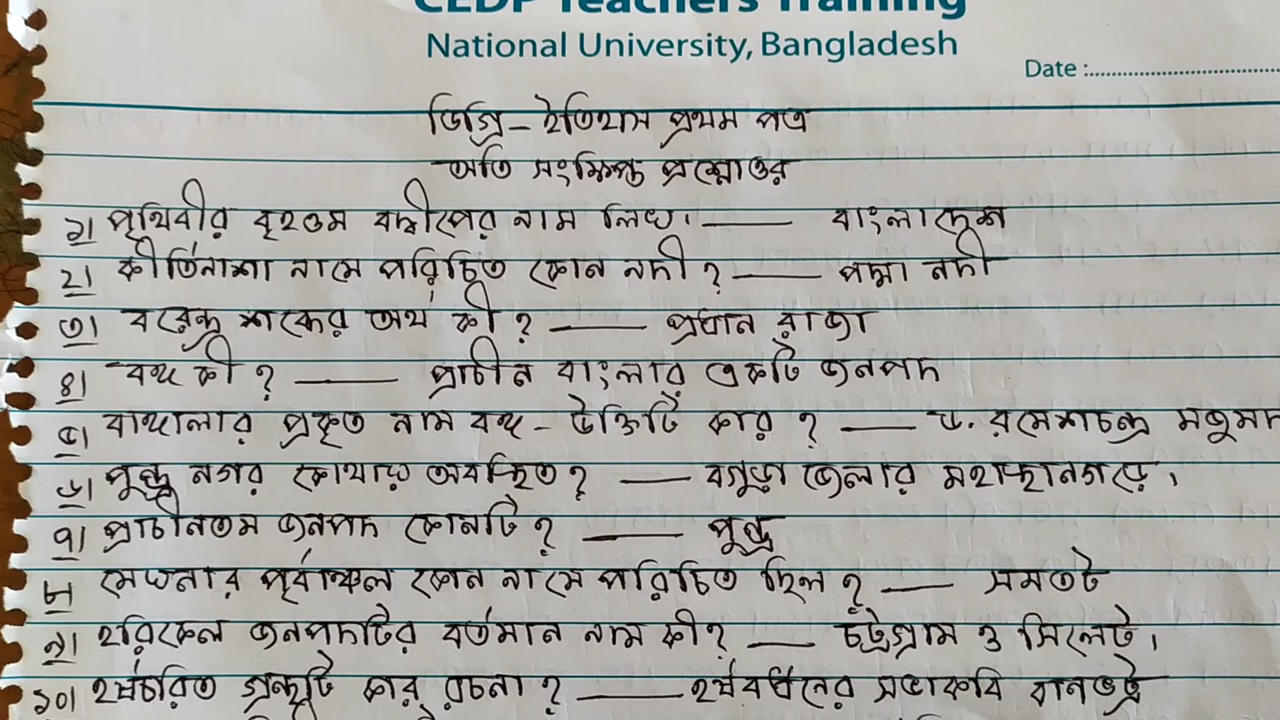 CEDP Teachers Training
National University, Bangladesh
Date :
ডিগ্রি – ইতিহাস প্রথম পত্র
অতি সংক্ষিপ্ত প্রশ্নোত্তর
১। পৃথিবীর বৃহত্তম বদ্বীপের নাম লিখ। —— বাংলাদেশ
২। কীর্তিনাশা নামে পরিচিত কোন নদী ? —— পদ্মা নদী
৩। বরেন্দ্র শব্দের অর্থ কী ? —— প্রধান রাজা
৪। বঙ্গ কী ? —— প্রাচীন বাংলার একটি জনপদ
৫। বাঙ্গালার প্রকৃত নাম বঙ্গ - উক্তিটি কার ? —— ড. রমেশচন্দ্র মজুমদা
৬। পুন্ড্র নগর কোথায় অবস্থিত ? —— বগুড়া জেলার মহাস্থানগড়ে।
৭। প্রাচীনতম জনপদ কোনটি ? —— পুন্ড্র
৮। মেঘনার পূর্বাঞ্চল কোন নামে পরিচিত ছিল ? —— সমতট
৯। হরিকেল জনপদটির বর্তমান নাম কী ? —— চট্টগ্রাম ও সিলেট।
১০। হর্ষচরিত গ্রন্থটি কার রচনা ? —— হর্ষবর্ধনের সভাকবি বানভট্ট